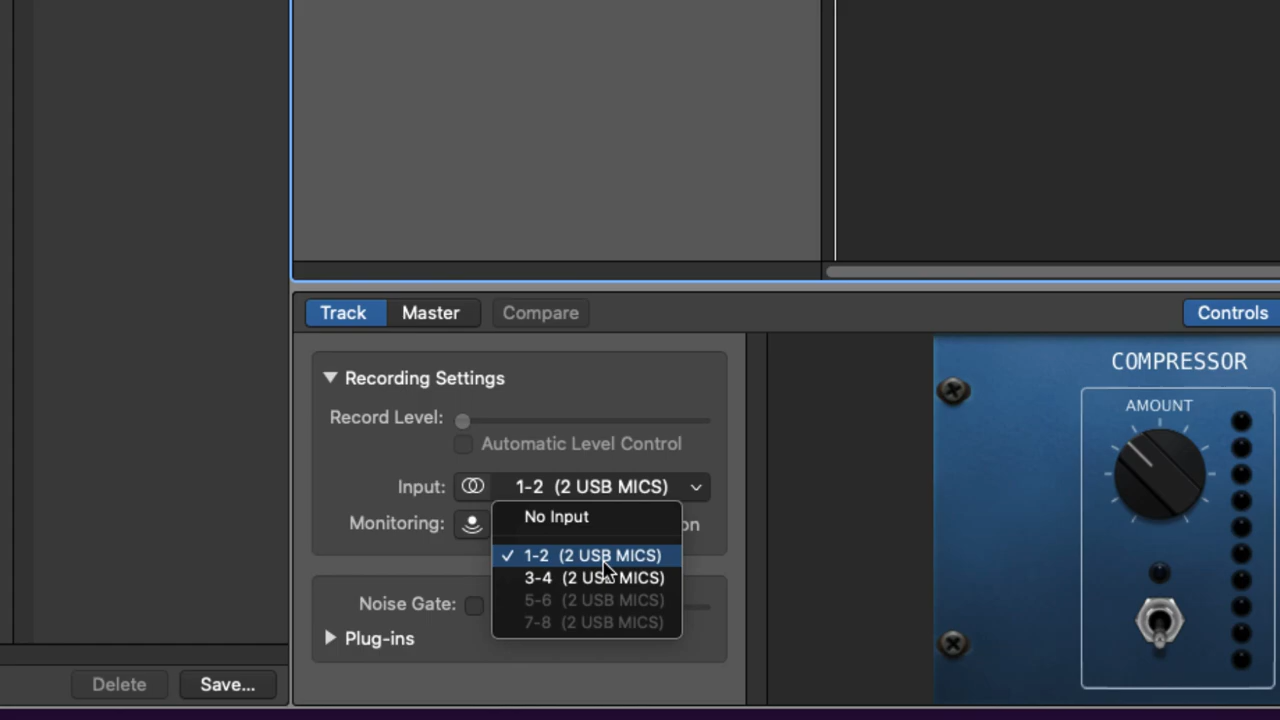 Track
Master
Compare
Controls
Recording Settings
Record Level:
Automatic Level Control
Input:
1-2 (2 USB MICS)
Monitoring:
on
No Input
✓ 1-2 (2 USB MICS)
3-4 (2 USB MICS)
5-6 (2 USB MICS)
7-8 (2 USB MICS)
Noise Gate:
Plug-ins
Delete
Save...
COMPRESSOR
AMOUNT